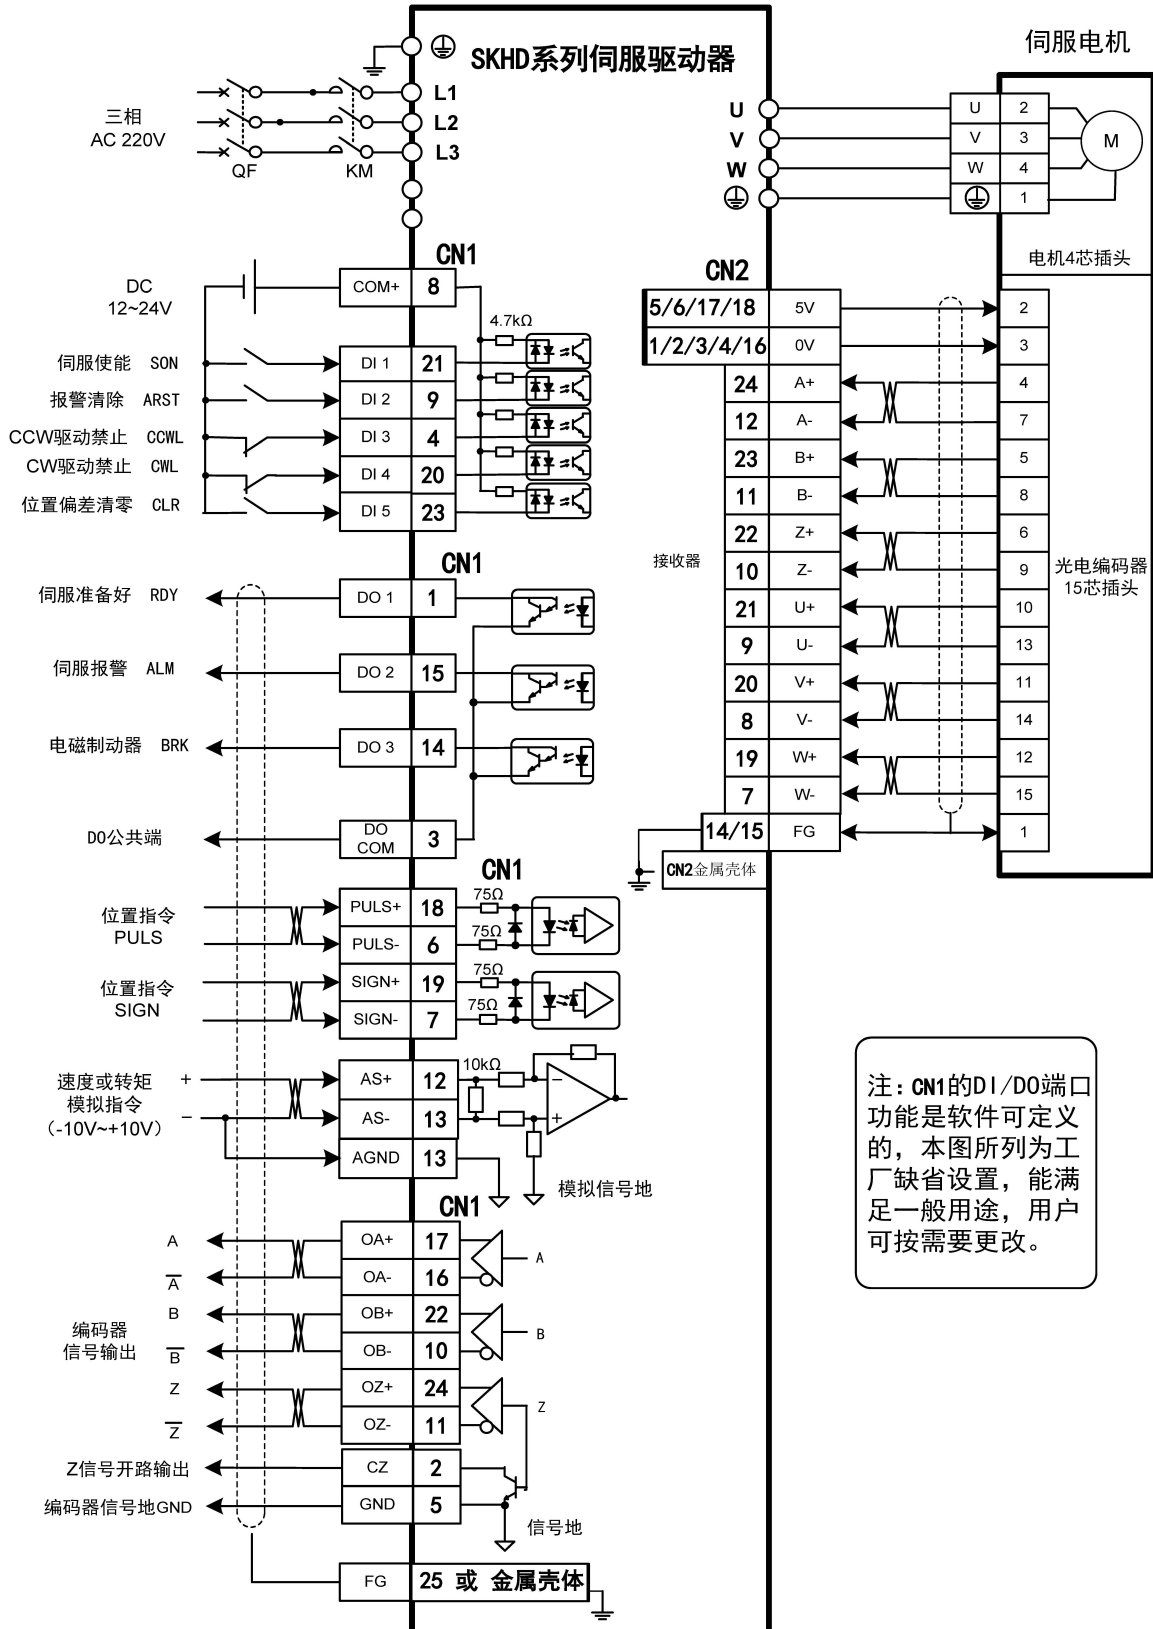 SKHD系列伺服驱动器
三相
AC 220V
QF
KM
L1
L2
L3
CN1
DC
12~24V
COM+ 8
4.7kΩ
伺服使能 SON DI 1 21
报警清除 ARST DI 2 9
CCW驱动禁止 CCWL DI 3 4
CW驱动禁止 CWL DI 4 20
位置偏差清零 CLR DI 5 23
CN1
伺服准备好 RDY DO 1 1
伺服报警 ALM DO 2 15
电磁制动器 BRK DO 3 14
DO公共端 DO COM 3
CN1
位置指令
PULS
PULS+ 18 75Ω
PULS- 6 75Ω
位置指令
SIGN
SIGN+ 19 75Ω
SIGN- 7 75Ω
速度或转矩
模拟指令
（-10V~+10V）
+ AS+ 12 10kΩ −
− AS- 13 +
AGND 13
模拟信号地
CN1
编码器
信号输出
A OA+ 17 A
A̅ OA- 16
B OB+ 22 B
B̅ OB- 10
Z OZ+ 24 Z
Z̅ OZ- 11
Z信号开路输出 CZ 2
编码器信号地GND GND 5
信号地
FG 25 或 金属壳体
伺服电机
U U 2
V V 3
W W 4
1
M
电机4芯插头
CN2
5/6/17/18 5V 2
1/2/3/4/16 0V 3
24 A+ 4
12 A- 7
23 B+ 5
11 B- 8
22 Z+ 6
10 Z- 9
21 U+ 10
9 U- 13
20 V+ 11
8 V- 14
19 W+ 12
7 W- 15
14/15 FG 1
CN2金属壳体
接收器
光电编码器
15芯插头
注：CN1的DI/DO端口
功能是软件可定义
的，本图所列为工
厂缺省设置，能满
足一般用途，用户
可按需要更改。